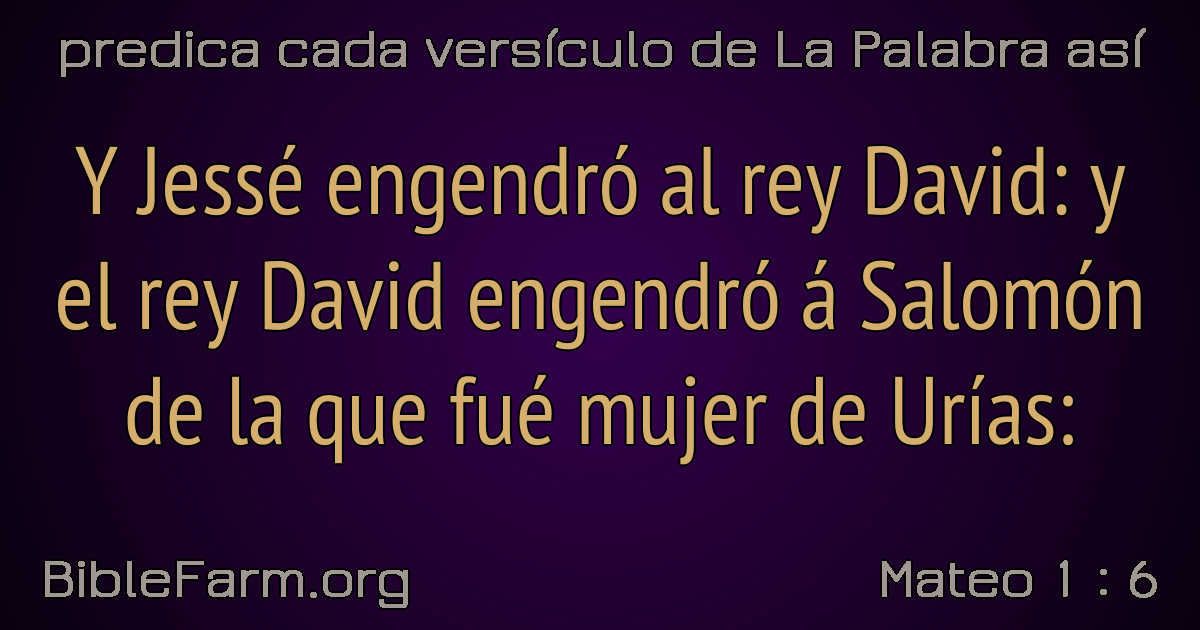 predica cada versículo de La Palabra así
Y Jessé engendró al rey David: y
el rey David engendró á Salomón
de la que fué mujer de Urías:
BibleFarm.org
Mateo 1 : 6